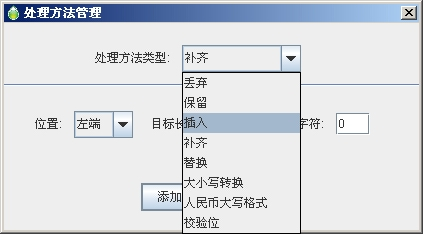 处理方法管理
处理方法类型: 补齐
丢弃
保留
插入
补齐
替换
大小写转换
人民币大写格式
校验位
位置: 左端 目标长 字符: 0
添加